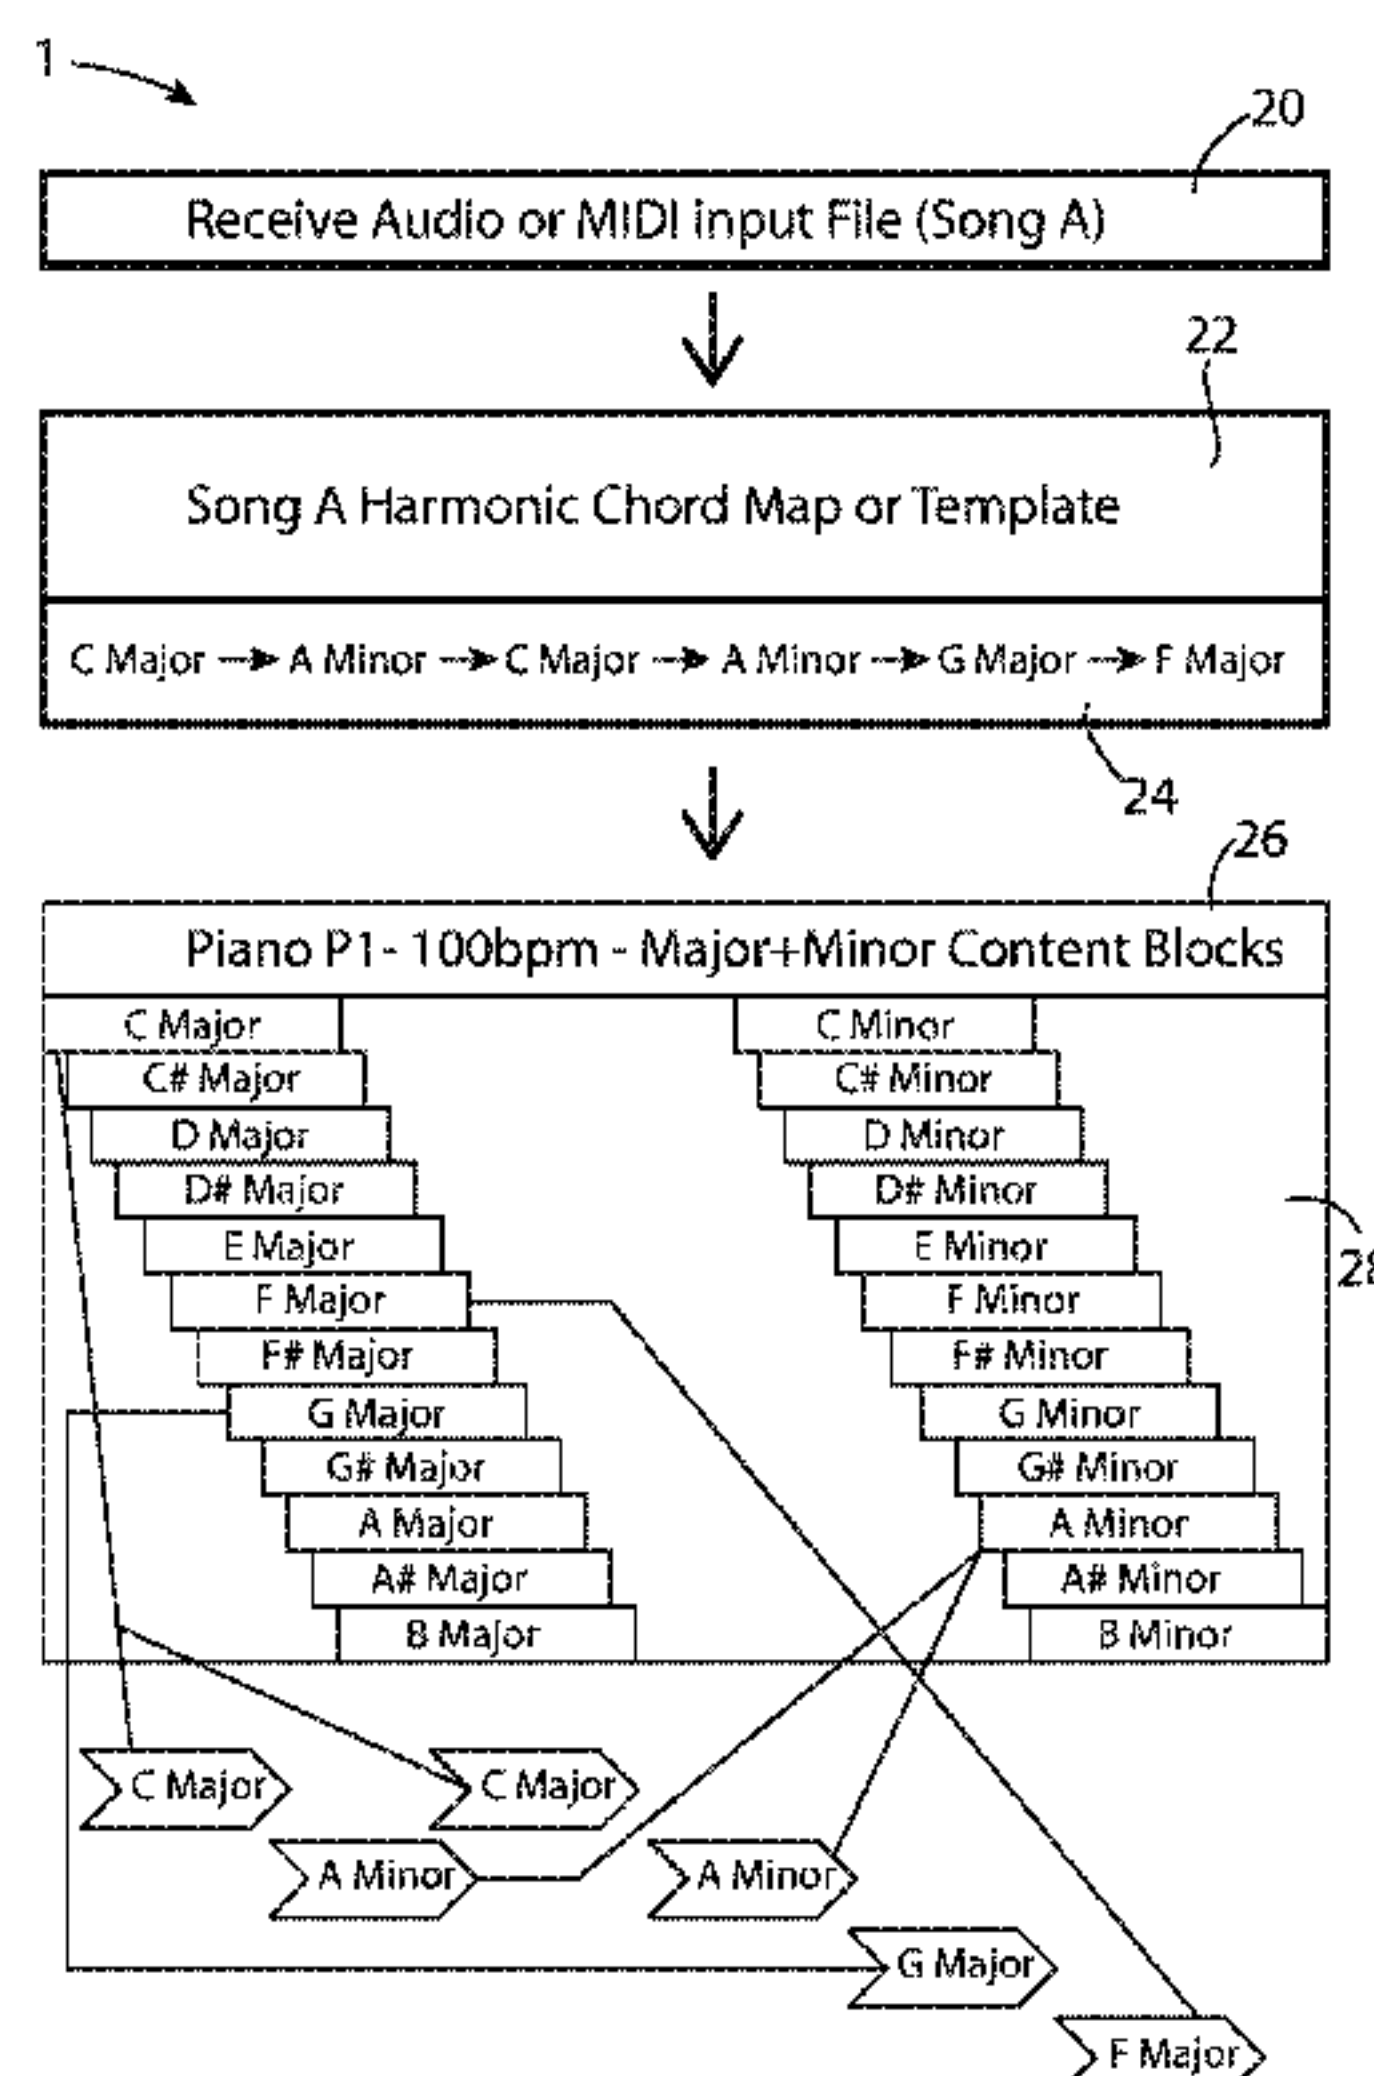 1
20
Receive Audio or MIDI input File (Song A)
22
Song A Harmonic Chord Map or Template
C Major A Minor C Major A Minor G Major F Major
24
26
Piano P1- 100bpm - Major+Minor Content Blocks
C Major C Minor
C# Major C# Minor
D Major D Minor
D# Major D# Minor
E Major E Minor
28
F Major F Minor
F# Major F# Minor
G Major G Minor
G# Major G# Minor
A Major A Minor
A# Major A# Minor
B Major B Minor
C Major C Major
A Minor A Minor
G Major
F Major